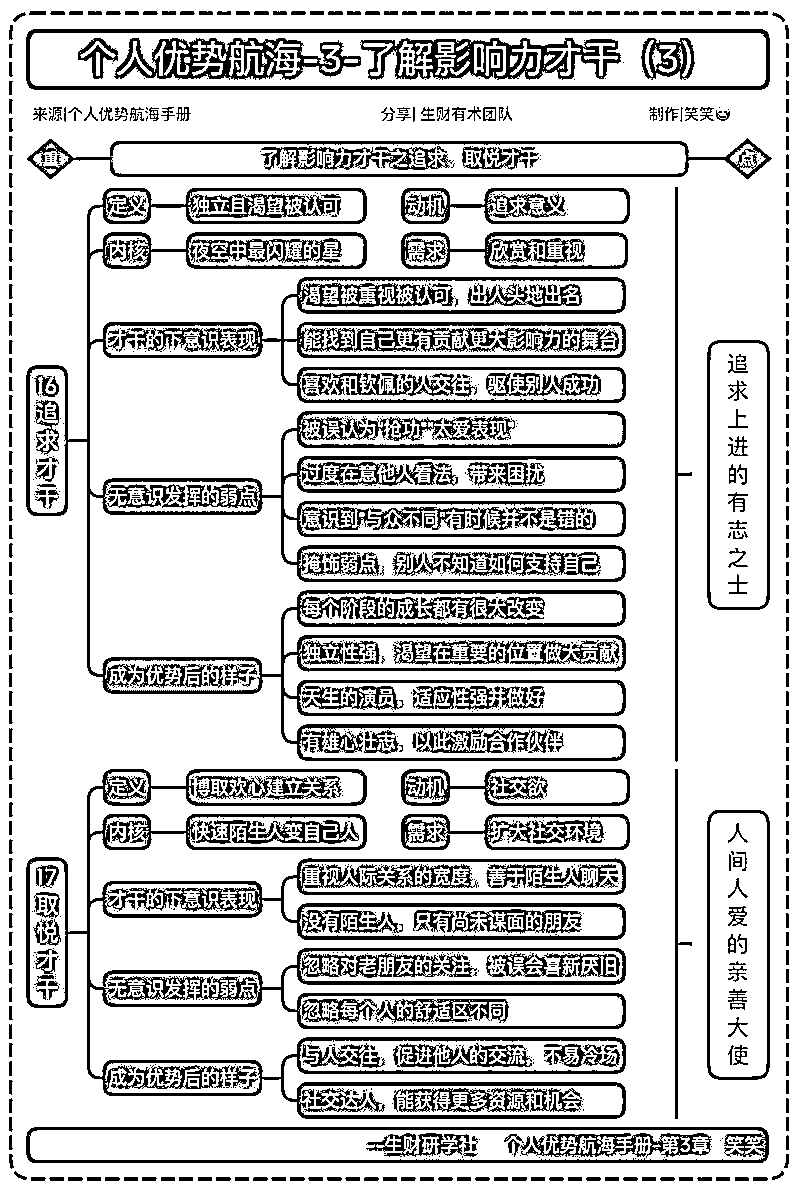 个人优势航海-3-了解影响力才干（3）
来源|个人优势航海手册 分享| 生财有术团队 制作|笑笑
重 了解影响力才干之追求、取悦才干 点
16追求才干
定义 独立且渴望被认可 动机 追求意义
内核 夜空中最闪耀的星 需求 欣赏和重视
才干的下意识表现
渴望被重视被认可，出人头地出名
能找到自己更有贡献更大影响力的舞台
喜欢和钦佩的人交往，驱使别人成功
无意识发挥的弱点
被误认为“抢功”“太爱表现”
过度在意他人看法，带来困扰
意识到“与众不同”有时候并不是错的
掩饰弱点，别人不知道如何支持自己
成为优势后的样子
每个阶段的成长都有很大改变
独立性强，渴望在重要的位置做大贡献
天生的演员，适应性强并做好
有雄心壮志，以此激励合作伙伴
追求上进的有志之士
17取悦才干
定义 博取欢心建立关系 动机 社交欲
内核 快速陌生人变自己人 需求 扩大社交环境
才干的下意识表现
重视人际关系的宽度，善于陌生人聊天
没有陌生人，只有尚未谋面的朋友
无意识发挥的弱点
忽略对老朋友的关注，被误会喜新厌旧
忽略每个人的舒适区不同
成为优势后的样子
与人交往，促进他人的交流，不易冷场
社交达人，能获得更多资源和机会
人间人爱的亲善大使
—生财研学社 个人优势航海手册-第3章 笑笑